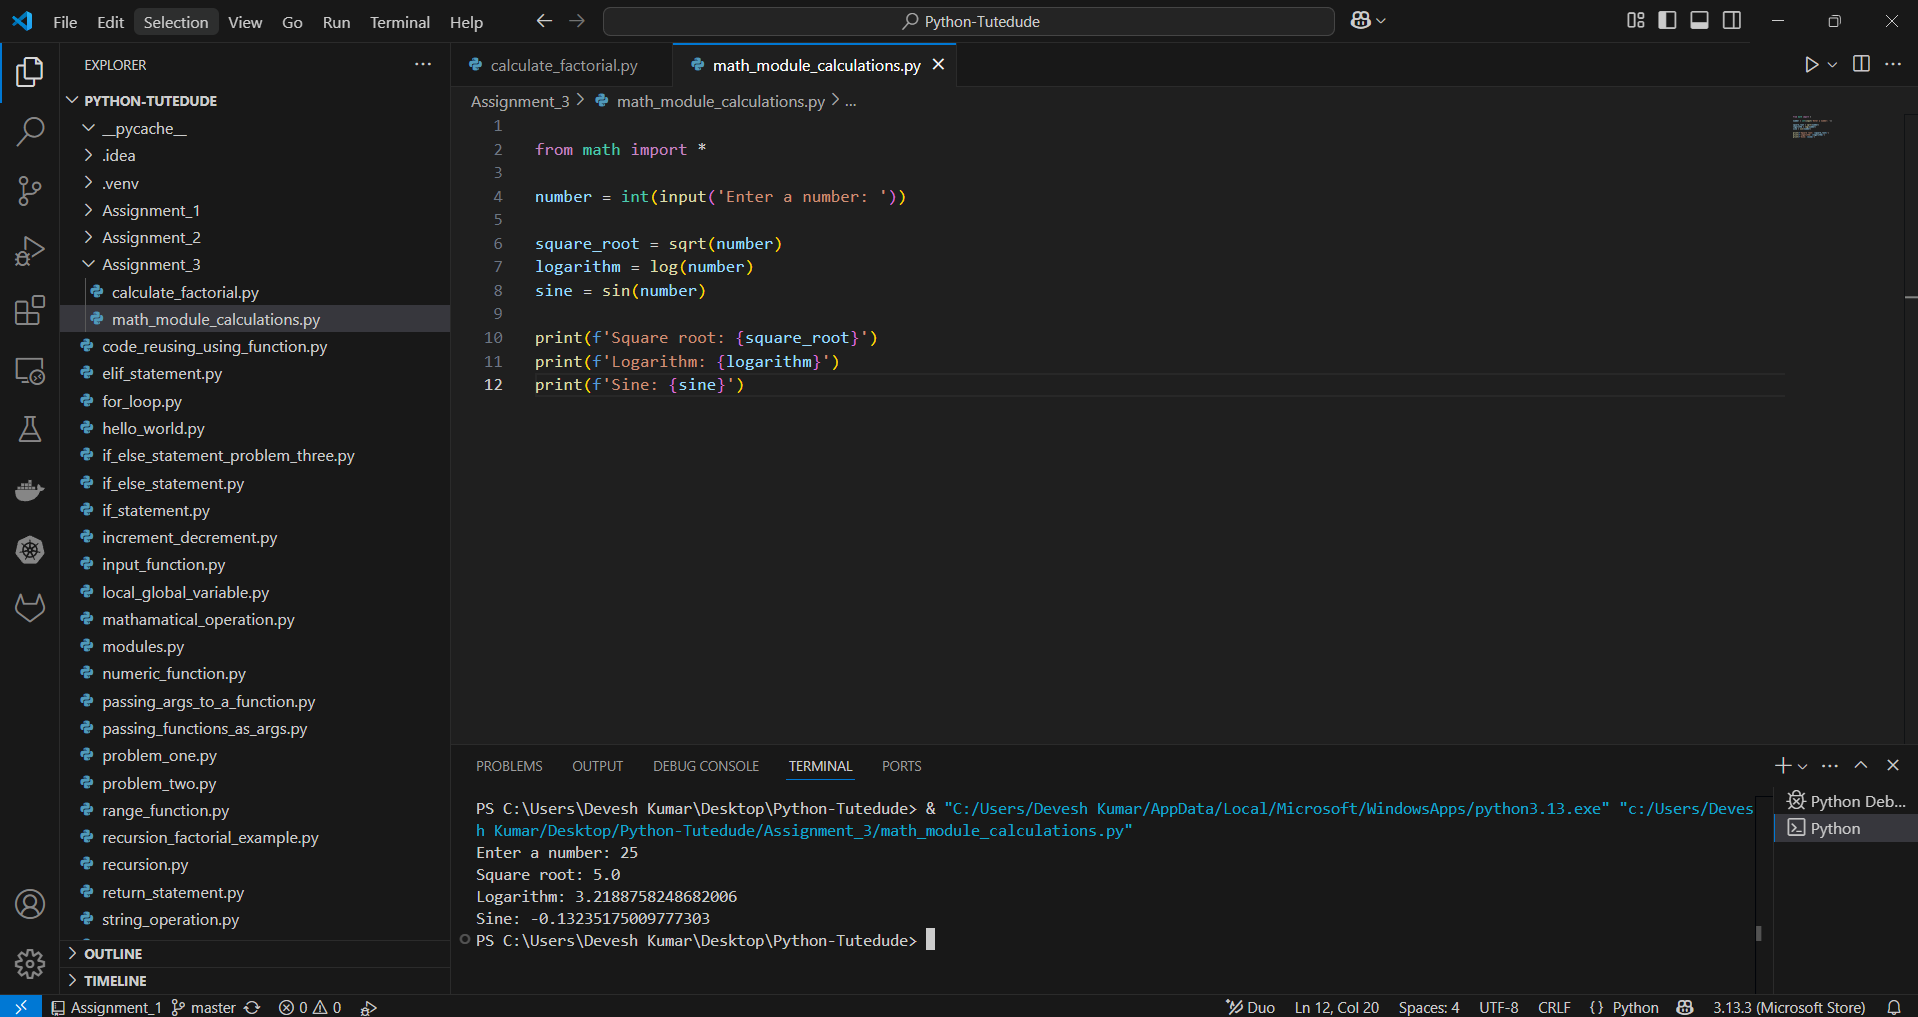 File Edit Selection View Go Run Terminal Help
Python-Tutedude
EXPLORER
PYTHON-TUTEDUDE
__pycache__
.idea
.venv
Assignment_1
Assignment_2
Assignment_3
calculate_factorial.py
math_module_calculations.py
code_reusing_using_function.py
elif_statement.py
for_loop.py
hello_world.py
if_else_statement_problem_three.py
if_else_statement.py
if_statement.py
increment_decrement.py
input_function.py
local_global_variable.py
mathamatical_operation.py
modules.py
numeric_function.py
passing_args_to_a_function.py
passing_functions_as_args.py
problem_one.py
problem_two.py
range_function.py
recursion_factorial_example.py
recursion.py
return_statement.py
string_operation.py
OUTLINE
TIMELINE
calculate_factorial.py math_module_calculations.py
Assignment_3 > math_module_calculations.py > ...
1
2 from math import *
3
4 number = int(input('Enter a number: '))
5
6 square_root = sqrt(number)
7 logarithm = log(number)
8 sine = sin(number)
9
10 print(f'Square root: {square_root}')
11 print(f'Logarithm: {logarithm}')
12 print(f'Sine: {sine}')
PROBLEMS OUTPUT DEBUG CONSOLE TERMINAL PORTS
PS C:\Users\Devesh Kumar\Desktop\Python-Tutedude> & "C:/Users/Devesh Kumar/AppData/Local/Microsoft/WindowsApps/python3.13.exe" "c:/Users/Deves
h Kumar/Desktop/Python-Tutedude/Assignment_3/math_module_calculations.py"
Enter a number: 25
Square root: 5.0
Logarithm: 3.2188758248682006
Sine: -0.13235175009777303
PS C:\Users\Devesh Kumar\Desktop\Python-Tutedude>
Python Deb...
Python
Assignment_1 master 0 0 Duo Ln 12, Col 20 Spaces: 4 UTF-8 CRLF {} Python 3.13.3 (Microsoft Store)